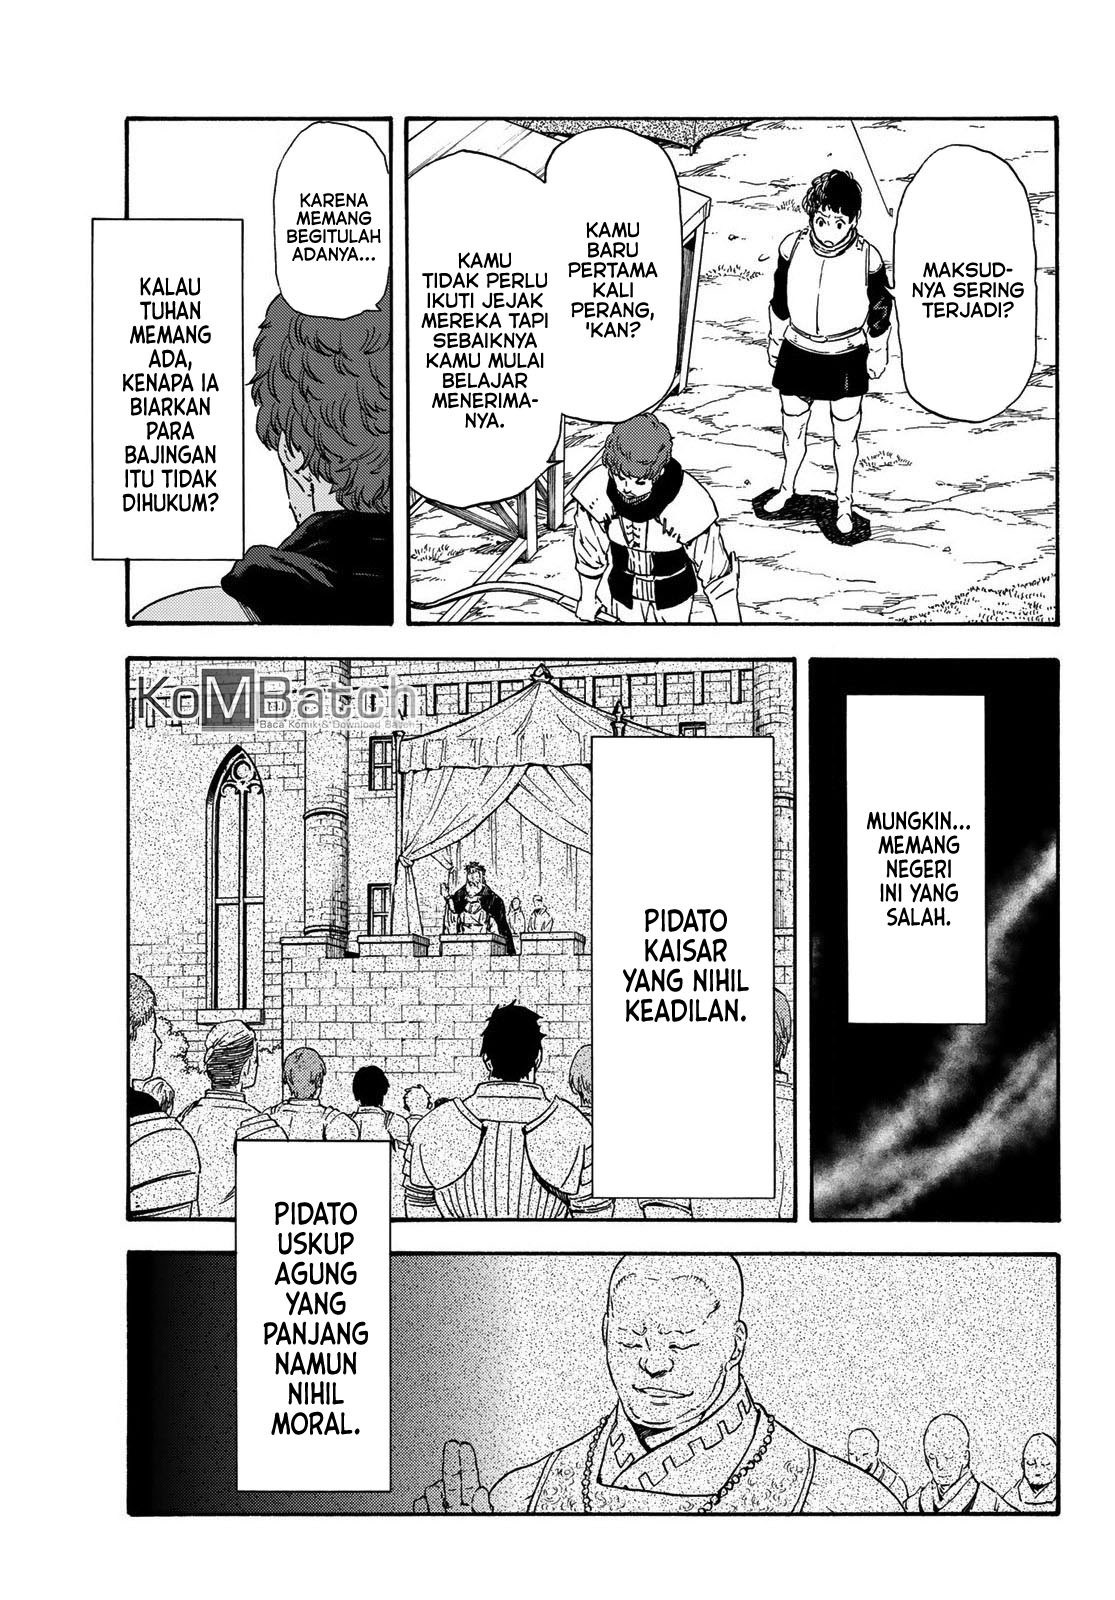 MAKSUD-
NYA SERING
TERJADI?
KAMU
BARU
PERTAMA
KALI
PERANG,
'KAN?
KAMU
TIDAK PERLU
IKUTI JEJAK
MEREKA TAPI
SEBAIKNYA
KAMU MULAI
BELAJAR
MENERIMA-
NYA.
KARENA
MEMANG
BEGITULAH
ADANYA...
KALAU
TUHAN
MEMANG
ADA,
KENAPA IA
BIARKAN
PARA
BAJINGAN
ITU TIDAK
DIHUKUM?
MUNGKIN...
MEMANG
NEGERI
INI YANG
SALAH.
KoMBatch
Baca Komik & Download Batch
PIDATO
KAISAR
YANG NIHIL
KEADILAN.
PIDATO
USKUP
AGUNG
YANG
PANJANG
NAMUN
NIHIL
MORAL.